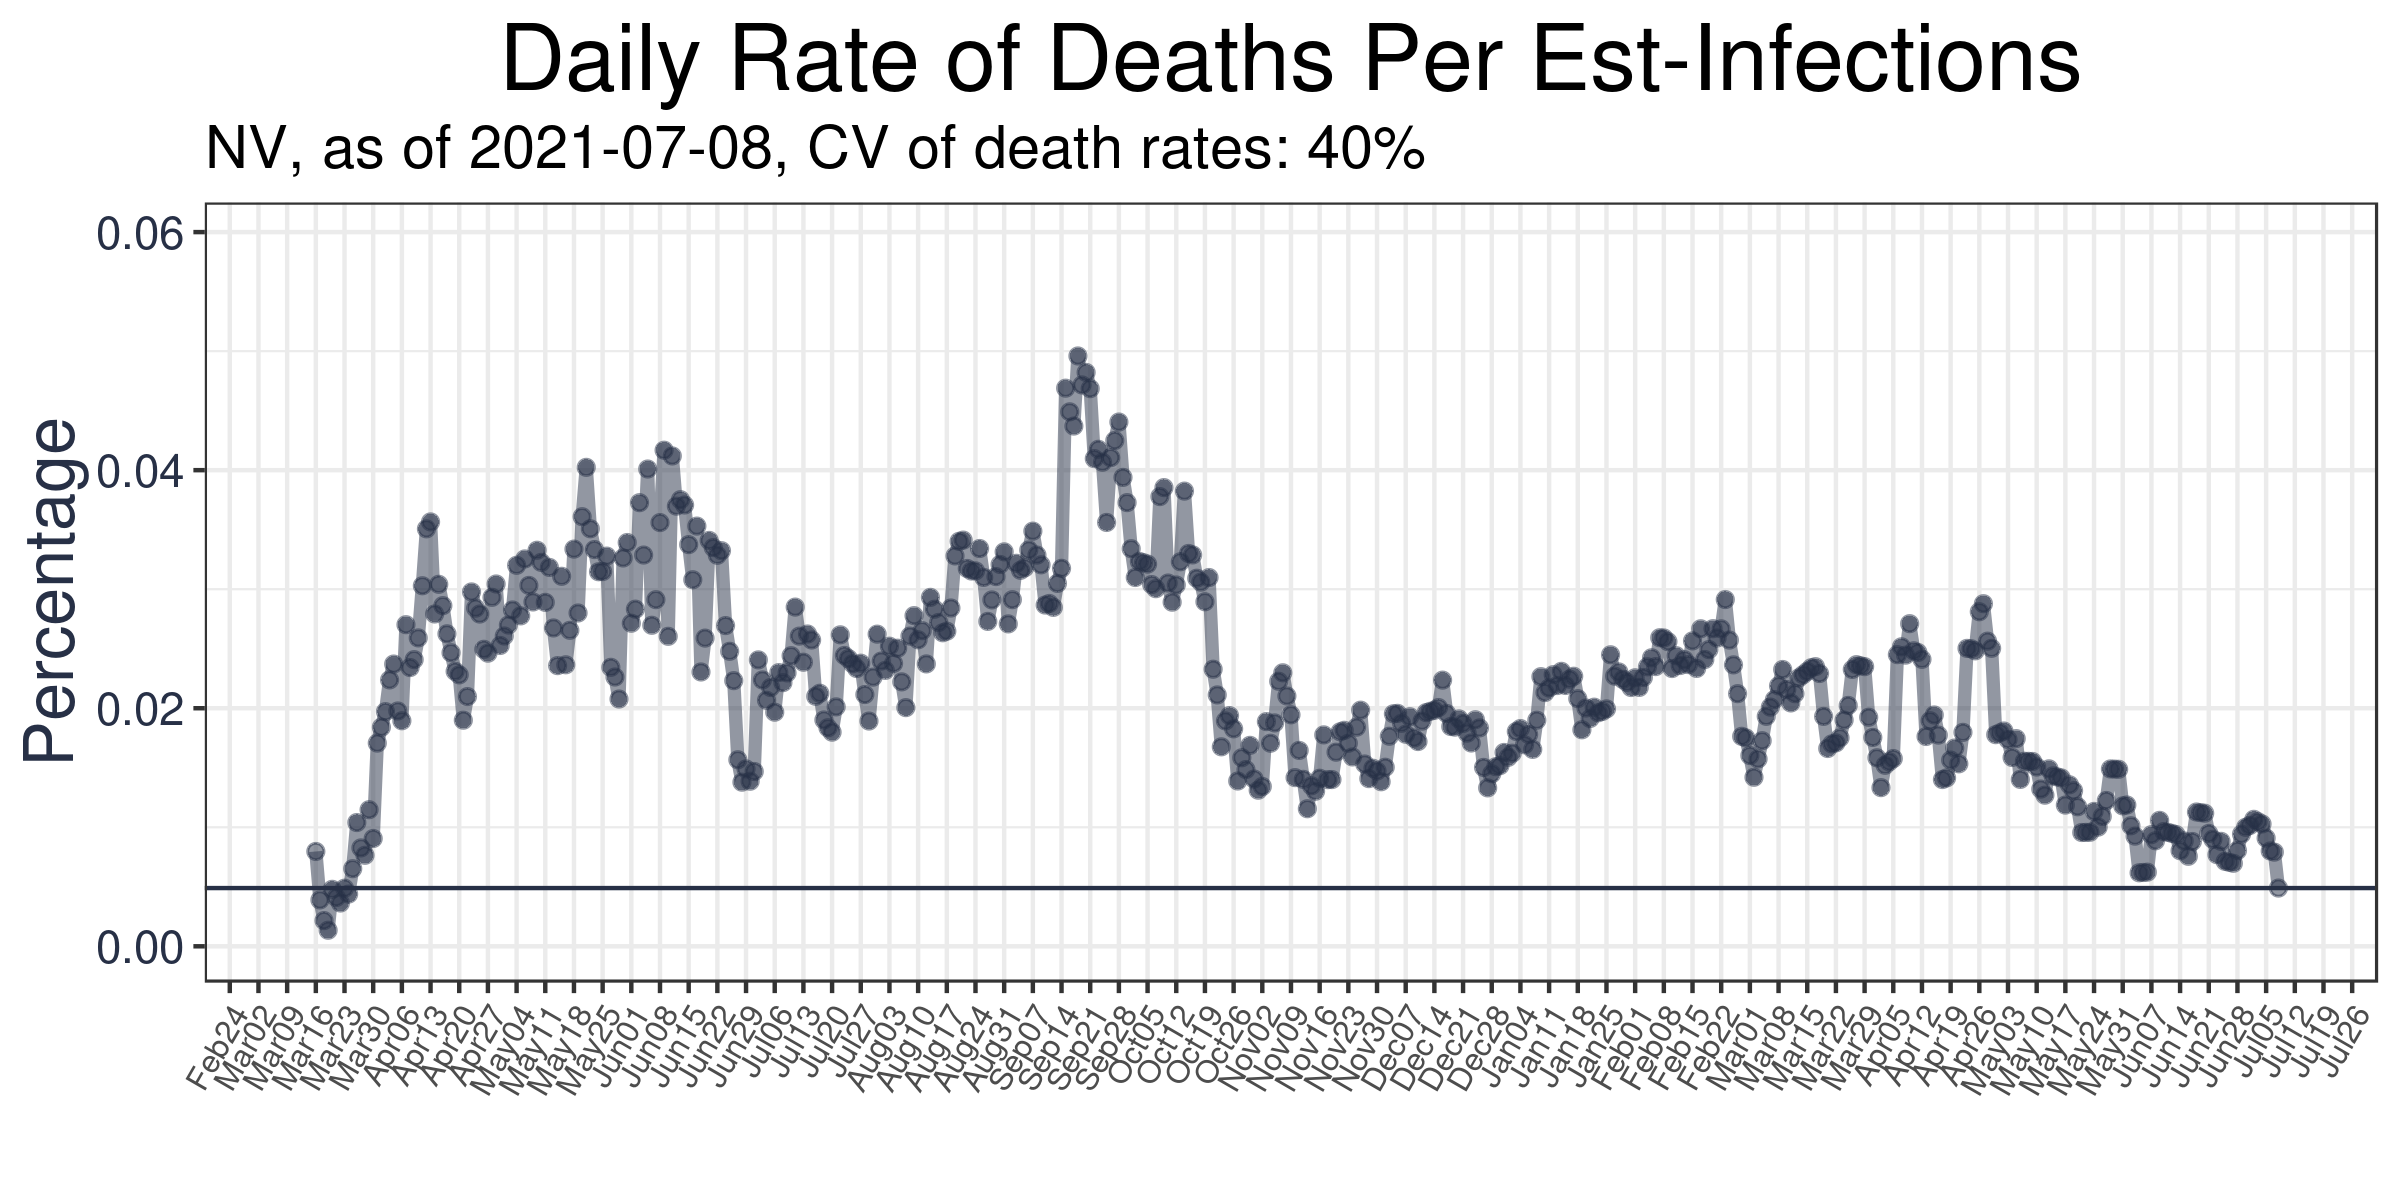 Daily Rate of Deaths Per Est-Infections
NV, as of 2021-07-08, CV of death rates: 40%
Percentage
0.06
0.04
0.02
0.00
Feb24
Mar02
Mar09
Mar16
Mar23
Mar30
Apr06
Apr13
Apr20
Apr27
May04
May11
May18
May25
Jun01
Jun08
Jun15
Jun22
Jun29
Jul06
Jul13
Jul20
Jul27
Aug03
Aug10
Aug17
Aug24
Aug31
Sep07
Sep14
Sep21
Sep28
Oct05
Oct12
Oct19
Oct26
Nov02
Nov09
Nov16
Nov23
Nov30
Dec07
Dec14
Dec21
Dec28
Jan04
Jan11
Jan18
Jan25
Feb01
Feb08
Feb15
Feb22
Mar01
Mar08
Mar15
Mar22
Mar29
Apr05
Apr12
Apr19
Apr26
May03
May10
May17
May24
May31
Jun07
Jun14
Jun21
Jun28
Jul05
Jul12
Jul19
Jul26